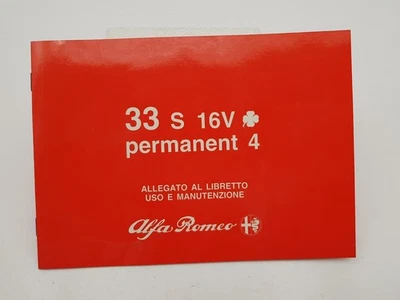 33 S 16V
permanent 4
ALLEGATO AL LIBRETTO
USO E MANUTENZIONE
Alfa Romeo